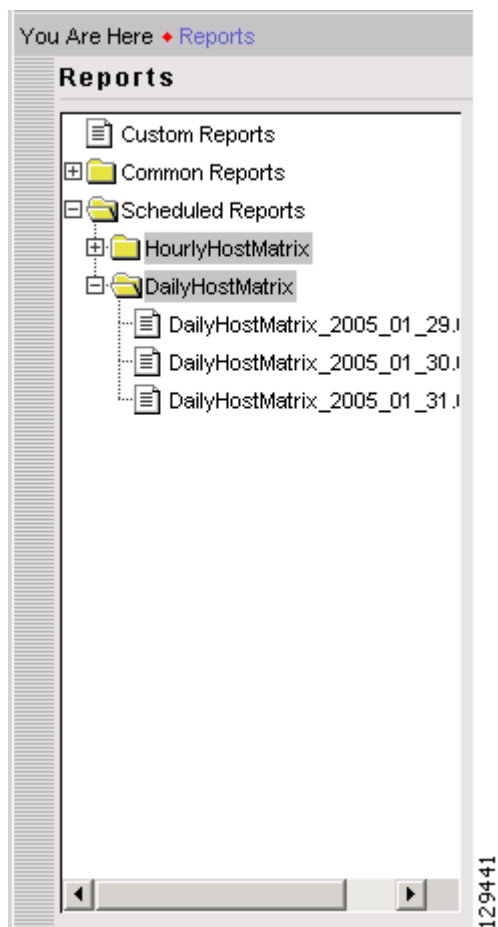 You Are Here ♦ Reports
Reports
Custom Reports
Common Reports
Scheduled Reports
HourlyHostMatrix
DailyHostMatrix
DailyHostMatrix_2005_01_29.
DailyHostMatrix_2005_01_30.
DailyHostMatrix_2005_01_31.
129441